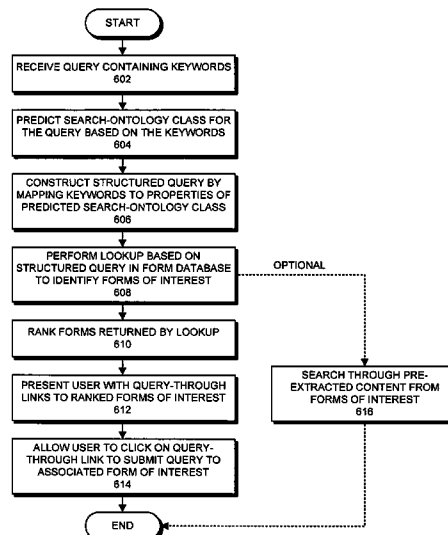 START
RECEIVE QUERY CONTAINING KEYWORDS
602
PREDICT SEARCH-ONTOLOGY CLASS FOR
THE QUERY BASED ON THE KEYWORDS
604
CONSTRUCT STRUCTURED QUERY BY
MAPPING KEYWORDS TO PROPERTIES OF
PREDICTED SEARCH-ONTOLOGY CLASS
606
PERFORM LOOKUP BASED ON
STRUCTURED QUERY IN FORM DATABASE
TO IDENTIFY FORMS OF INTEREST
608
OPTIONAL
RANK FORMS RETURNED BY LOOKUP
610
PRESENT USER WITH QUERY-THROUGH
LINKS TO RANKED FORMS OF INTEREST
612
SEARCH THROUGH PRE-
EXTRACTED CONTENT FROM
FORMS OF INTEREST
616
ALLOW USER TO CLICK ON QUERY-
THROUGH LINK TO SUBMIT QUERY TO
ASSOCIATED FORM OF INTEREST
614
END